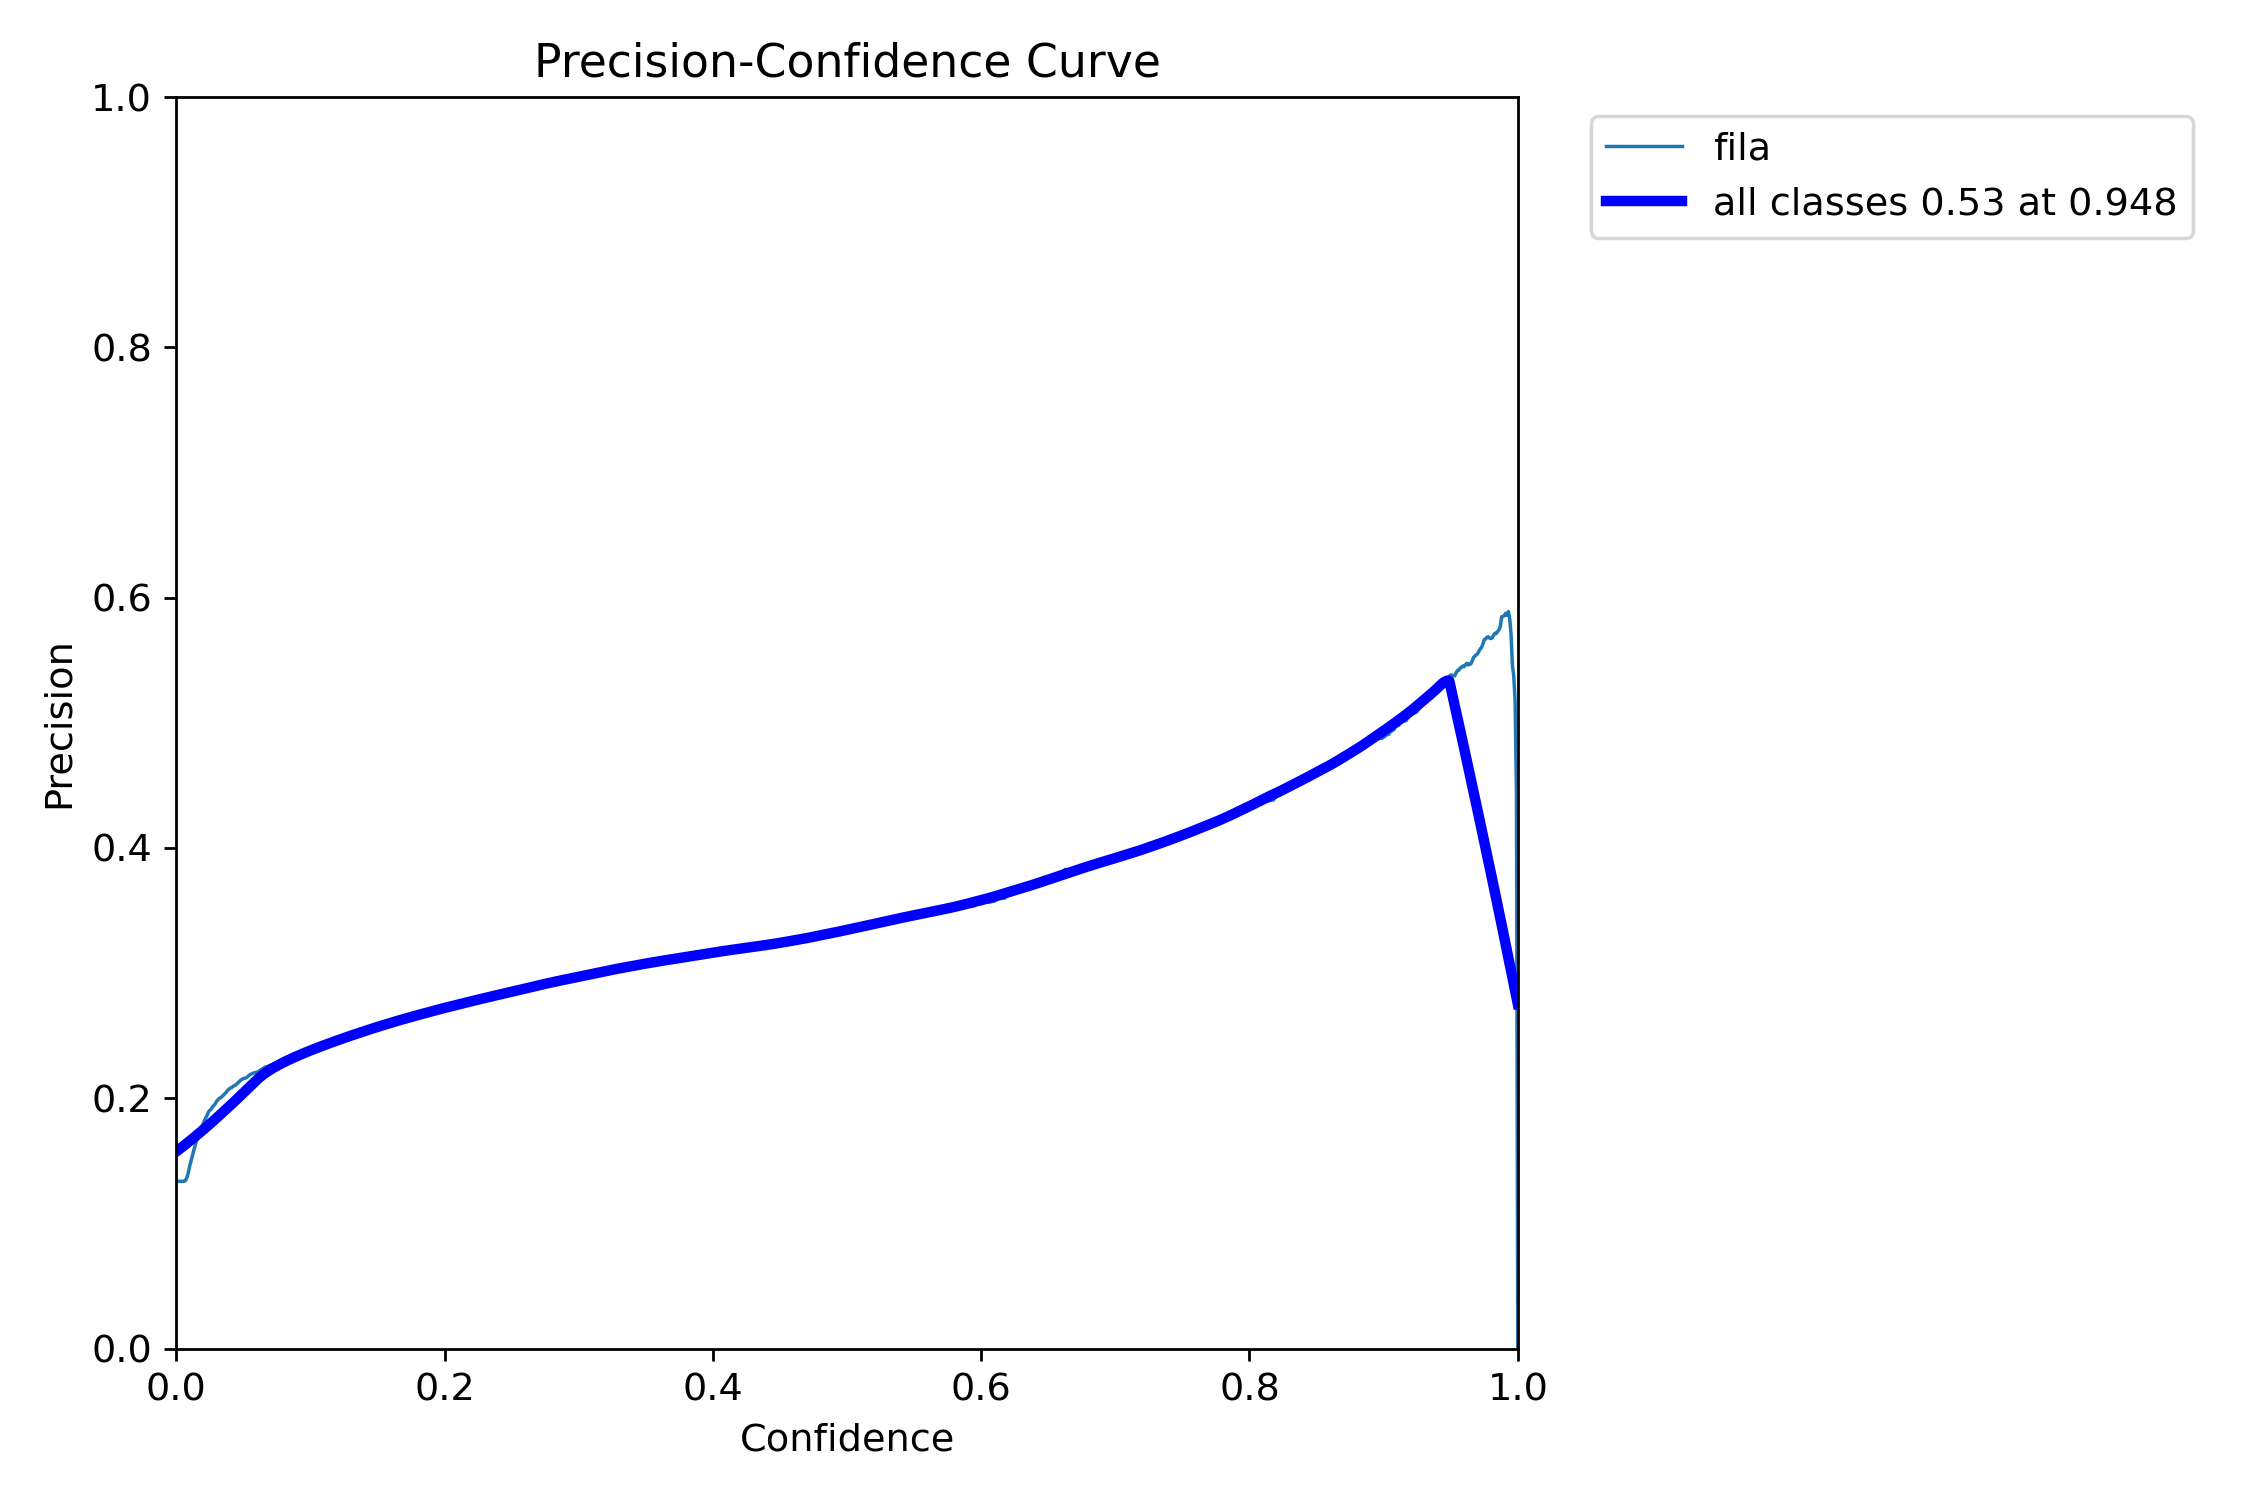 Precision-Confidence Curve
1.0
0.8
0.6
0.4
0.2
0.0
Precision
0.0 0.2 0.4 0.6 0.8 1.0
Confidence
fila
all classes 0.53 at 0.948